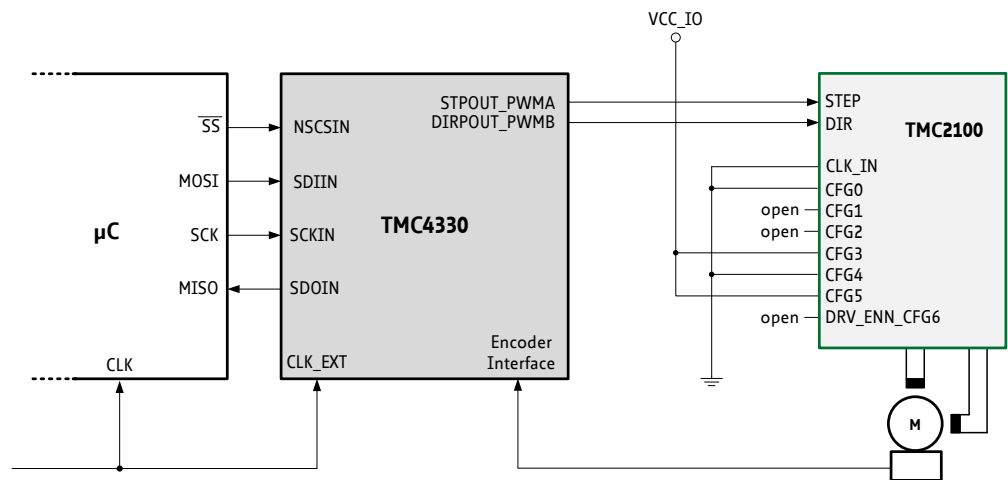 VCC_IO
STPOUT_PWMA
DIRPOUT_PWMB
STEP
DIR
TMC2100
SS
NSCSIN
CLK_IN
CFG0
MOSI
SDIIN
open
CFG1
open
CFG2
µC
TMC4330
SCK
SCKIN
CFG3
CFG4
MISO
SDOIN
CFG5
open
DRV_ENN_CFG6
Encoder
Interface
CLK
CLK_EXT
M